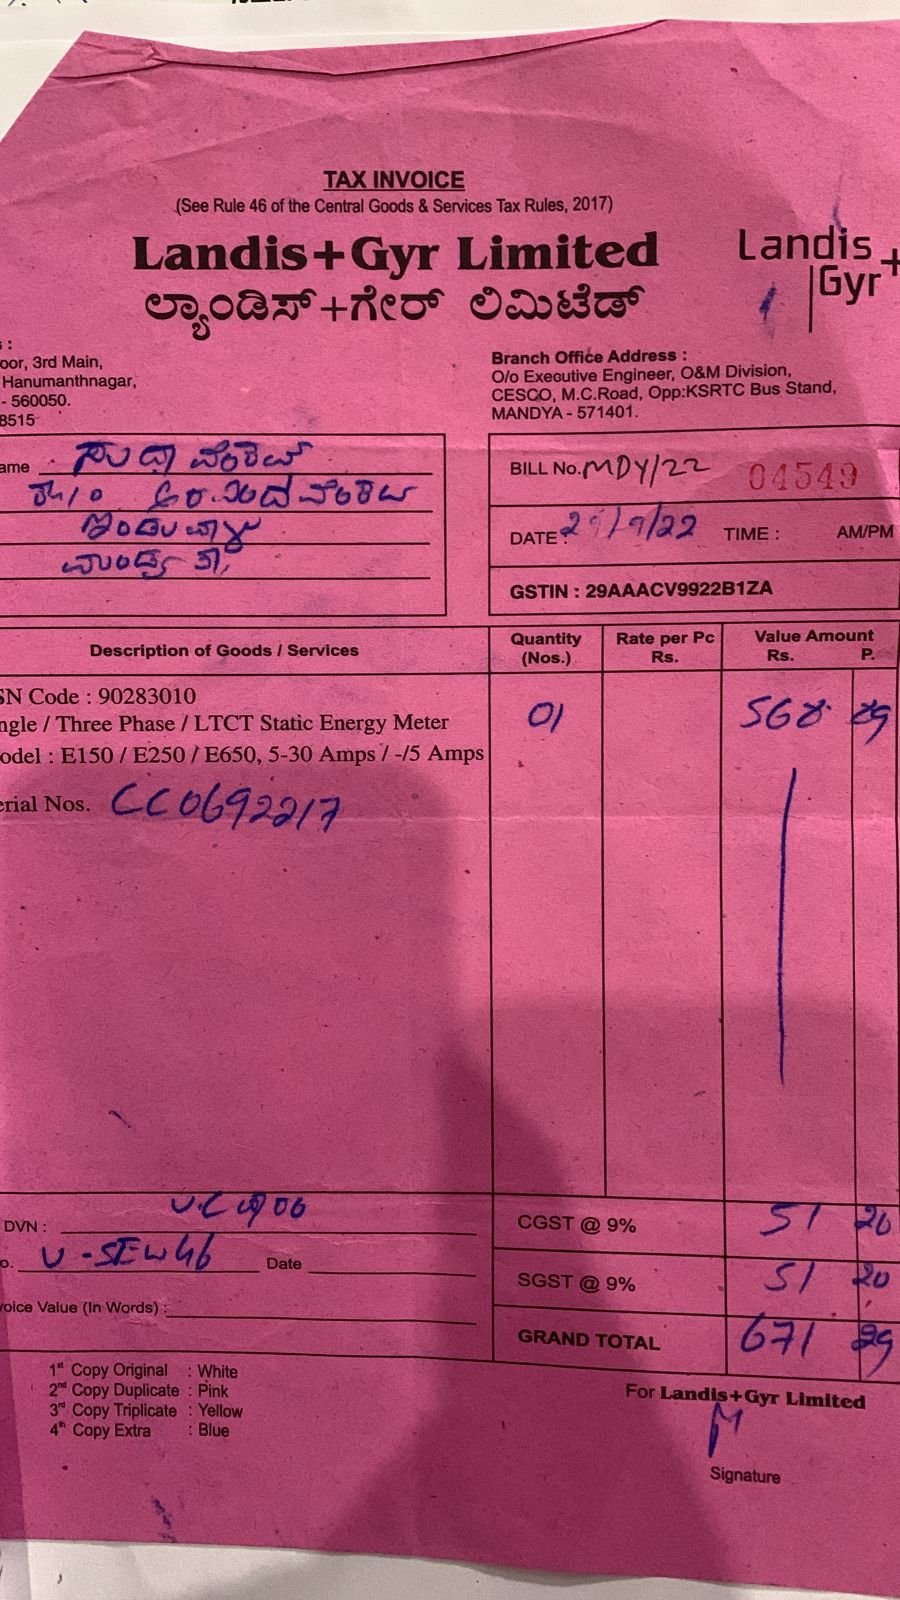 TAX INVOICE
(See Rule 46 of the Central Goods & Services Tax Rules, 2017)
Landis+Gyr Limited
ಲ್ಯಾಂಡಿಸ್+ಗೇರ್ ಲಿಮಿಟೆಡ್
Landis+
Gyr
s :
oor, 3rd Main,
Hanumanthnagar,
- 560050.
8515
Branch Office Address :
O/o Executive Engineer, O&M Division,
CESCO, M.C.Road, Opp:KSRTC Bus Stand,
MANDYA - 571401.
ame ಸುಧಾ ವೆಂಕಟ್
ಮಂಡ್ಯ ತಾ,
BILL No. MDY/22 04549
DATE : 29/9/22 TIME : AM/PM
GSTIN : 29AAACV9922B1ZA
Description of Goods / Services
Quantity (Nos.)
Rate per Pc Rs.
Value Amount Rs. P.
SN Code : 90283010
ngle / Three Phase / LTCT Static Energy Meter
odel : E150 / E250 / E650, 5-30 Amps / -/5 Amps
erial Nos. CC0692217
01
568 89
DVN :
o. Date
voice Value (In Words) :
CGST @ 9% 51 20
SGST @ 9% 51 20
GRAND TOTAL 671 29
1st Copy Original : White
2nd Copy Duplicate : Pink
3rd Copy Triplicate : Yellow
4th Copy Extra : Blue
For Landis+Gyr Limited
Signature